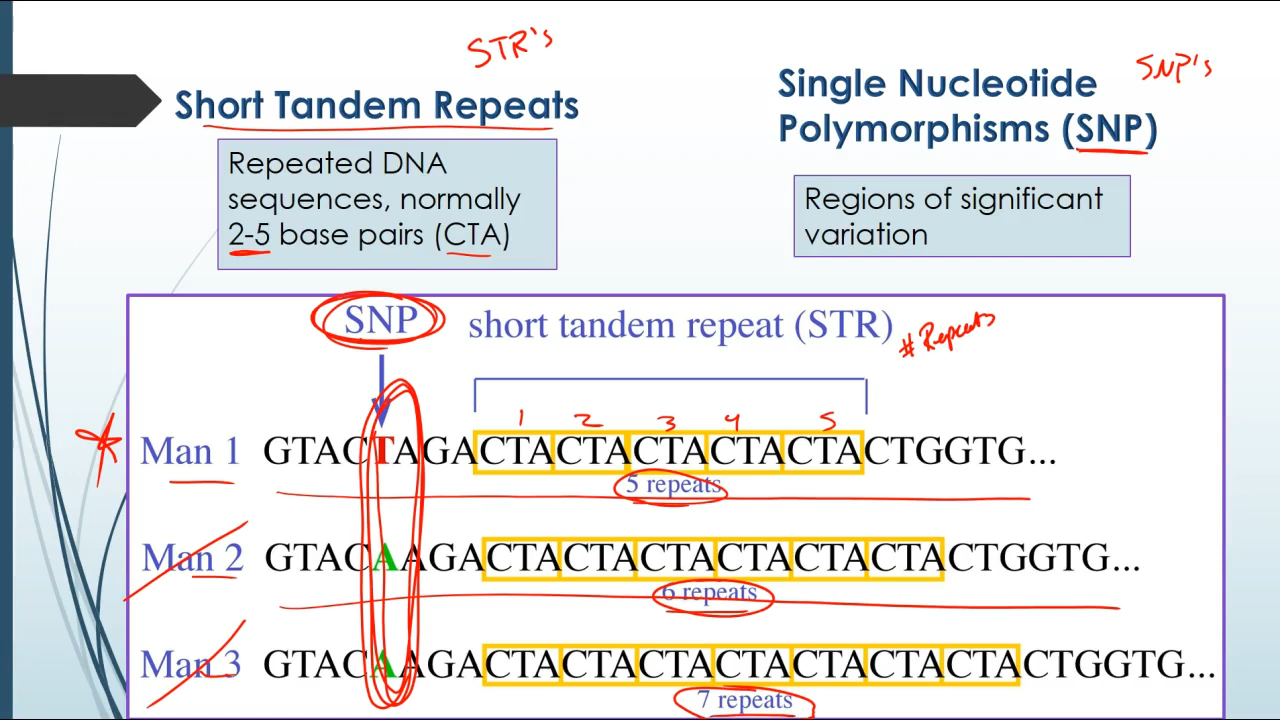 STR's
SNP's
Short Tandem Repeats
Single Nucleotide
Polymorphisms (SNP)
Repeated DNA
sequences, normally
2-5 base pairs (CTA)
Regions of significant
variation
SNP short tandem repeat (STR)
# Repeats
1 2 3 4 5
Man 1 GTACTAGACTACTACTACTACTACTGGTG...
5 repeats
Man 2 GTACAAGACTACTACTACTACTACTACTGGTG...
6 repeats
Man 3 GTACAAGACTACTACTACTACTACTACTACTGGTG...
7 repeats